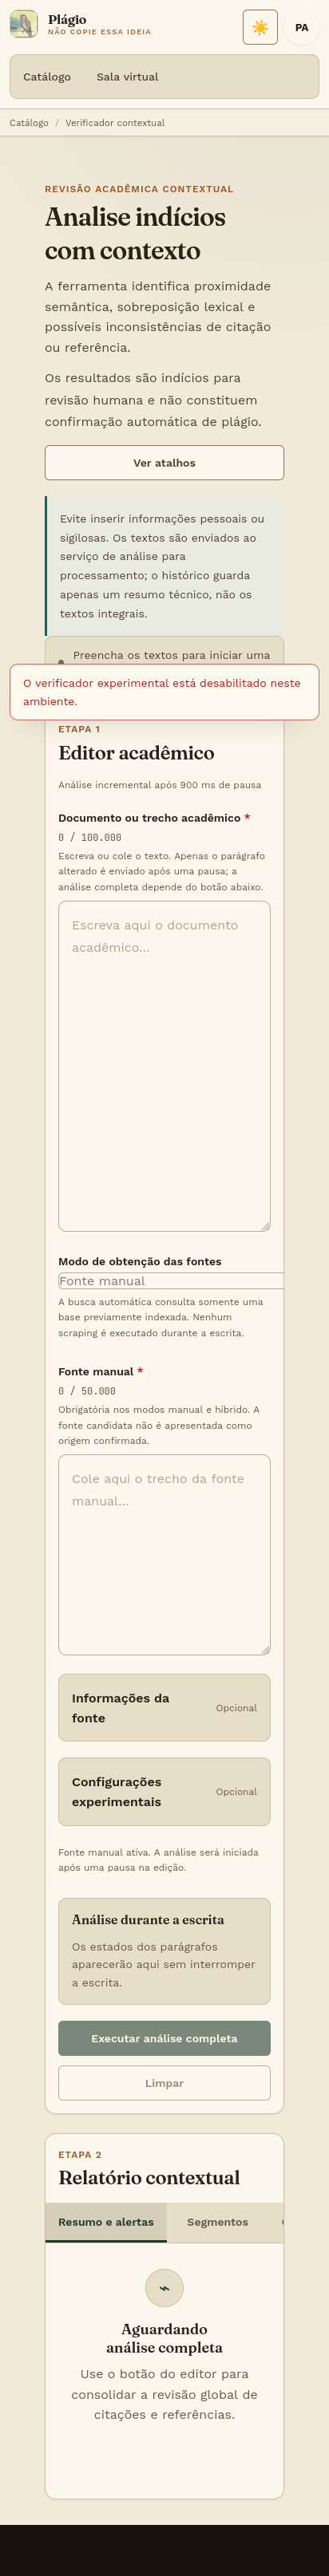 Plágio
NÃO COPIE ESSA IDEIA
PA
Catálogo Sala virtual
Catálogo / Verificador contextual
REVISÃO ACADÊMICA CONTEXTUAL
Analise indícios
com contexto
A ferramenta identifica proximidade
semântica, sobreposição lexical e
possíveis inconsistências de citação
ou referência.
Os resultados são indícios para
revisão humana e não constituem
confirmação automática de plágio.
Ver atalhos
Evite inserir informações pessoais ou
sigilosas. Os textos são enviados ao
serviço de análise para
processamento; o histórico guarda
apenas um resumo técnico, não os
textos integrais.
Preencha os textos para iniciar uma
O verificador experimental está desabilitado neste
ambiente.
ETAPA 1
Editor acadêmico
Análise incremental após 900 ms de pausa
Documento ou trecho acadêmico *
0 / 100.000
Escreva ou cole o texto. Apenas o parágrafo
alterado é enviado após uma pausa; a
análise completa depende do botão abaixo.
Escreva aqui o documento
acadêmico...
Modo de obtenção das fontes
Fonte manual
A busca automática consulta somente uma
base previamente indexada. Nenhum
scraping é executado durante a escrita.
Fonte manual *
0 / 50.000
Obrigatória nos modos manual e híbrido. A
fonte candidata não é apresentada como
origem confirmada.
Cole aqui o trecho da fonte
manual...
Informações da
fonte
Opcional
Configurações
experimentais
Opcional
Fonte manual ativa. A análise será iniciada
após uma pausa na edição.
Análise durante a escrita
Os estados dos parágrafos
aparecerão aqui sem interromper
a escrita.
Executar análise completa
Limpar
ETAPA 2
Relatório contextual
Resumo e alertas Segmentos
Aguardando
análise completa
Use o botão do editor para
consolidar a revisão global de
citações e referências.